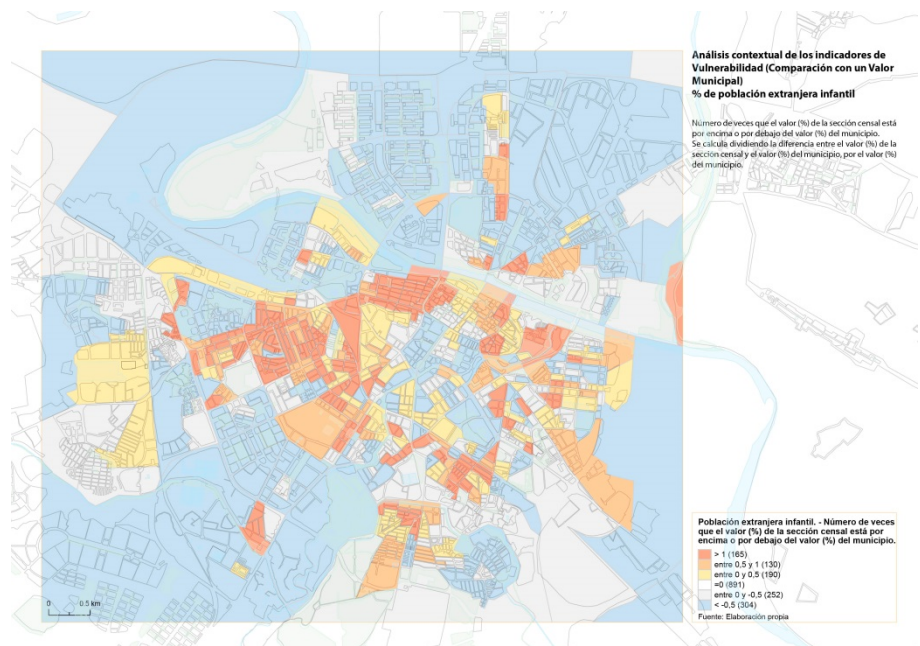 Análisis contextual de los indicadores de
Vulnerabilidad (Comparación con un Valor
Municipal)
% de población extranjera infantil
Número de veces que el valor (%) de la sección censal está
por encima o por debajo del valor (%) del municipio.
Se calcula dividiendo la diferencia entre el valor (%) de la
sección censal y el valor (%) del municipio, por el valor (%)
del municipio.
Población extranjera infantil. - Número de veces
que el valor (%) de la sección censal está por
encima o por debajo del valor (%) del municipio.
> 1 (165)
entre 0,5 y 1 (130)
entre 0 y 0,5 (190)
=0 (891)
entre 0 y -0,5 (252)
< -0,5 (304)
Fuente: Elaboración propia
0 0.5 km